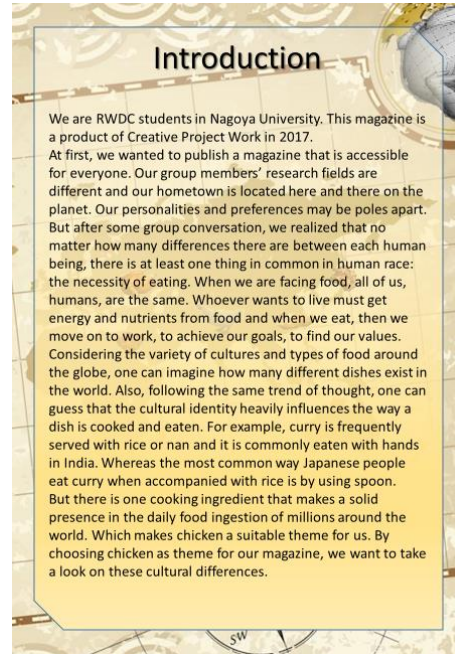 Introduction
We are RWDC students in Nagoya University. This magazine is
a product of Creative Project Work in 2017.
At first, we wanted to publish a magazine that is accessible
for everyone. Our group members’ research fields are
different and our hometown is located here and there on the
planet. Our personalities and preferences may be poles apart.
But after some group conversation, we realized that no
matter how many differences there are between each human
being, there is at least one thing in common in human race:
the necessity of eating. When we are facing food, all of us,
humans, are the same. Whoever wants to live must get
energy and nutrients from food and when we eat, then we
move on to work, to achieve our goals, to find our values.
Considering the variety of cultures and types of food around
the globe, one can imagine how many different dishes exist in
the world. Also, following the same trend of thought, one can
guess that the cultural identity heavily influences the way a
dish is cooked and eaten. For example, curry is frequently
served with rice or nan and it is commonly eaten with hands
in India. Whereas the most common way Japanese people
eat curry when accompanied with rice is by using spoon.
But there is one cooking ingredient that makes a solid
presence in the daily food ingestion of millions around the
world. Which makes chicken a suitable theme for us. By
choosing chicken as theme for our magazine, we want to take
a look on these cultural differences.
SW